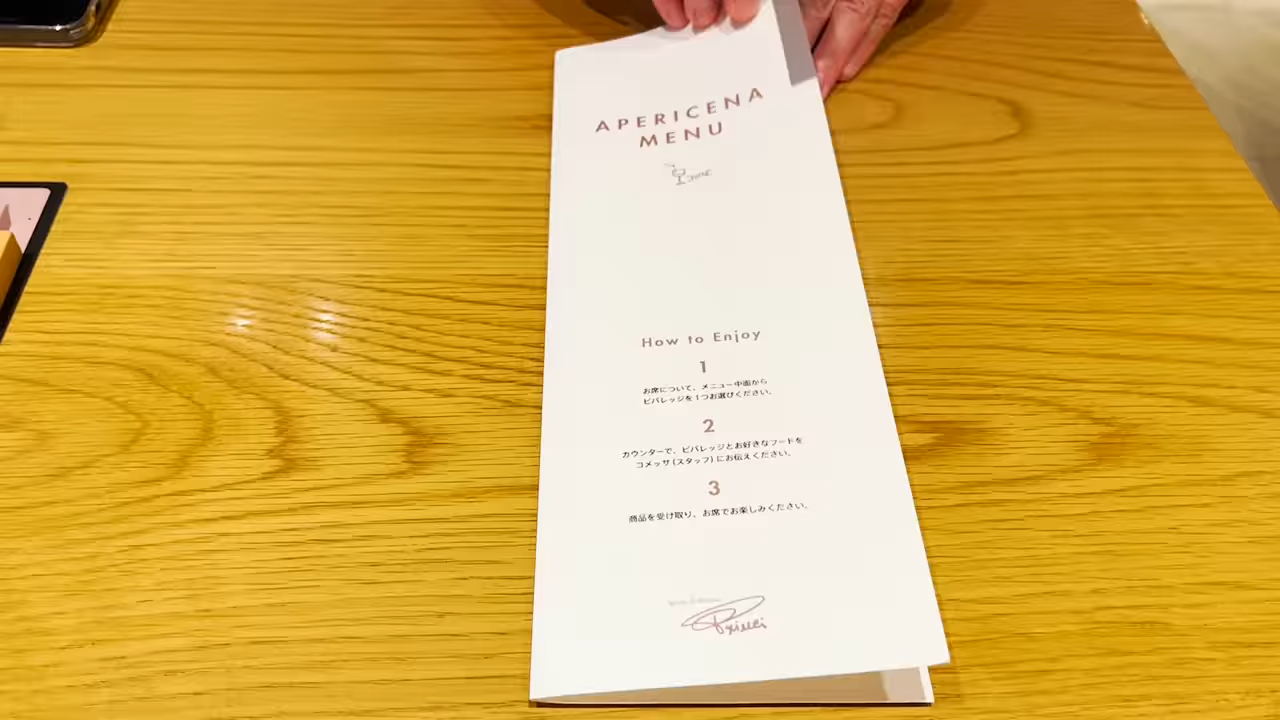 APERICENA
MENU
How to Enjoy
1
お席について、メニュー中面から
ビバレッジを1つお選びください。
2
カウンターで、ビバレッジとお好きなフードを
コメッサ(スタッフ)にお伝えください。
3
商品を受け取り、お席でお楽しみください。
Princi